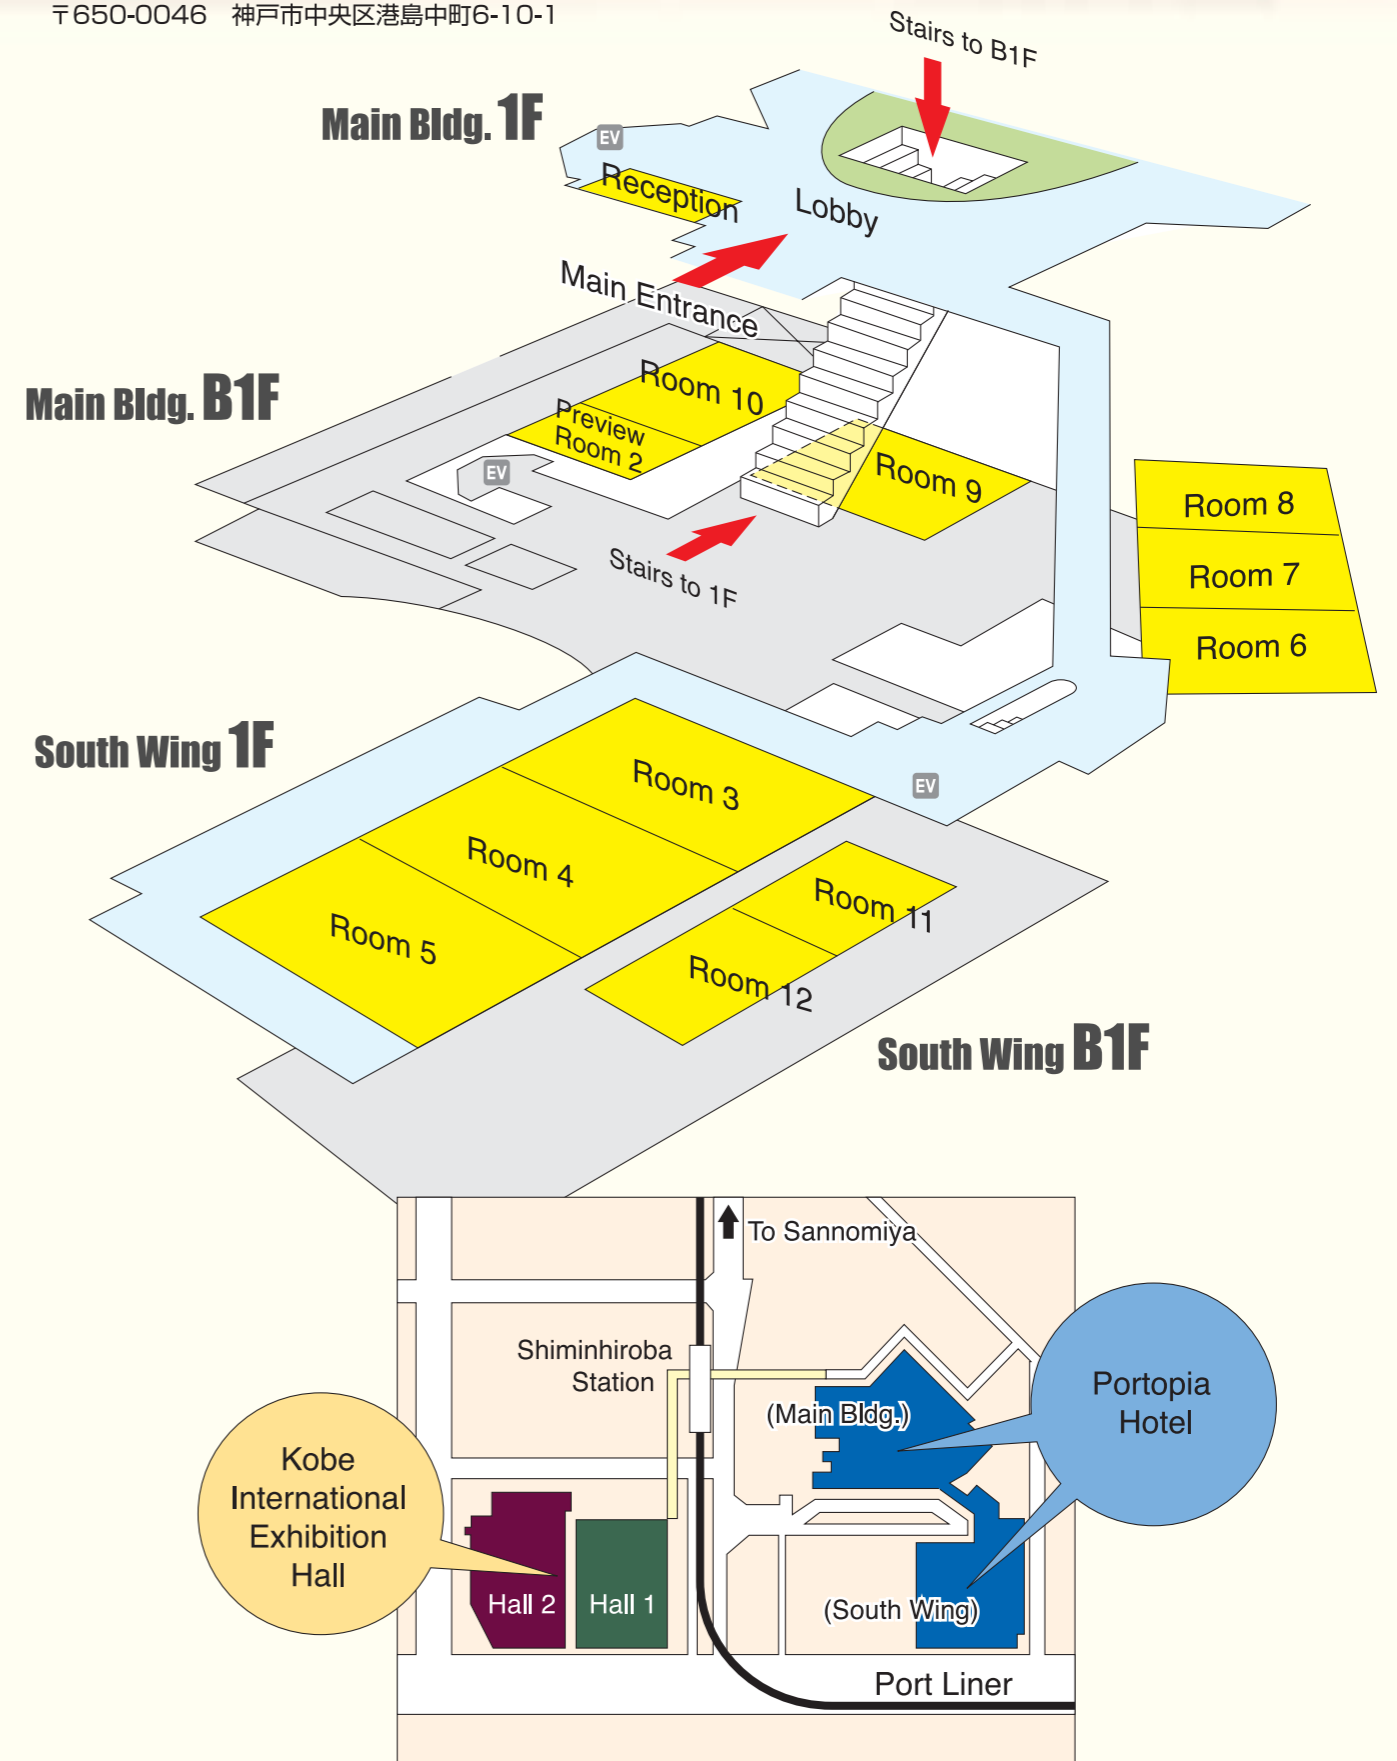 〒650-0046 神戸市中央区港島中町6-10-1
Stairs to B1F
Main Bldg. 1F
EV
Reception
Lobby
Main Entrance
Main Bldg. B1F
Room 10
Preview
Room 2
EV
Room 9
Stairs to 1F
Room 8
Room 7
Room 6
South Wing 1F
Room 3
EV
Room 4
Room 5
Room 11
Room 12
South Wing B1F
To Sannomiya
Shiminhiroba
Station
(Main Bldg.)
Portopia
Hotel
Kobe
International
Exhibition
Hall
Hall 2
Hall 1
(South Wing)
Port Liner